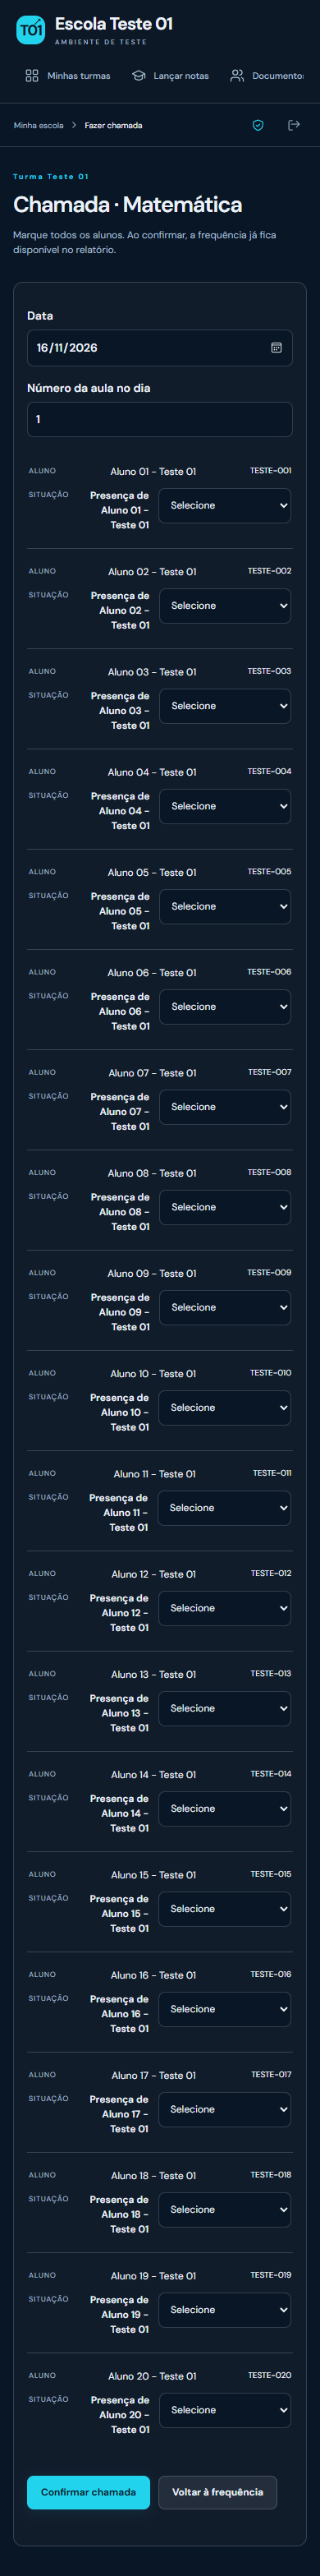 T01
Escola Teste 01
AMBIENTE DE TESTE
Minhas turmas
Lançar notas
Documentos
Minha escola > Fazer chamada
Turma Teste 01
Chamada · Matemática
Marque todos os alunos. Ao confirmar, a frequência já fica
disponível no relatório.
Data
16/11/2026
Número da aula no dia
1
ALUNO Aluno 01 - Teste 01 TESTE-001
SITUAÇÃO Presença de Selecione
Aluno 01 -
Teste 01
ALUNO Aluno 02 - Teste 01 TESTE-002
SITUAÇÃO Presença de Selecione
Aluno 02 -
Teste 01
ALUNO Aluno 03 - Teste 01 TESTE-003
SITUAÇÃO Presença de Selecione
Aluno 03 -
Teste 01
ALUNO Aluno 04 - Teste 01 TESTE-004
SITUAÇÃO Presença de Selecione
Aluno 04 -
Teste 01
ALUNO Aluno 05 - Teste 01 TESTE-005
SITUAÇÃO Presença de Selecione
Aluno 05 -
Teste 01
ALUNO Aluno 06 - Teste 01 TESTE-006
SITUAÇÃO Presença de Selecione
Aluno 06 -
Teste 01
ALUNO Aluno 07 - Teste 01 TESTE-007
SITUAÇÃO Presença de Selecione
Aluno 07 -
Teste 01
ALUNO Aluno 08 - Teste 01 TESTE-008
SITUAÇÃO Presença de Selecione
Aluno 08 -
Teste 01
ALUNO Aluno 09 - Teste 01 TESTE-009
SITUAÇÃO Presença de Selecione
Aluno 09 -
Teste 01
ALUNO Aluno 10 - Teste 01 TESTE-010
SITUAÇÃO Presença de Selecione
Aluno 10 -
Teste 01
ALUNO Aluno 11 - Teste 01 TESTE-011
SITUAÇÃO Presença de Selecione
Aluno 11 -
Teste 01
ALUNO Aluno 12 - Teste 01 TESTE-012
SITUAÇÃO Presença de Selecione
Aluno 12 -
Teste 01
ALUNO Aluno 13 - Teste 01 TESTE-013
SITUAÇÃO Presença de Selecione
Aluno 13 -
Teste 01
ALUNO Aluno 14 - Teste 01 TESTE-014
SITUAÇÃO Presença de Selecione
Aluno 14 -
Teste 01
ALUNO Aluno 15 - Teste 01 TESTE-015
SITUAÇÃO Presença de Selecione
Aluno 15 -
Teste 01
ALUNO Aluno 16 - Teste 01 TESTE-016
SITUAÇÃO Presença de Selecione
Aluno 16 -
Teste 01
ALUNO Aluno 17 - Teste 01 TESTE-017
SITUAÇÃO Presença de Selecione
Aluno 17 -
Teste 01
ALUNO Aluno 18 - Teste 01 TESTE-018
SITUAÇÃO Presença de Selecione
Aluno 18 -
Teste 01
ALUNO Aluno 19 - Teste 01 TESTE-019
SITUAÇÃO Presença de Selecione
Aluno 19 -
Teste 01
ALUNO Aluno 20 - Teste 01 TESTE-020
SITUAÇÃO Presença de Selecione
Aluno 20 -
Teste 01
Confirmar chamada
Voltar à frequência